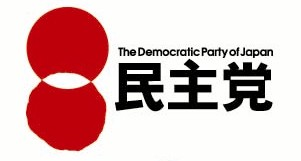 The Democratic Party of Japan
民主党